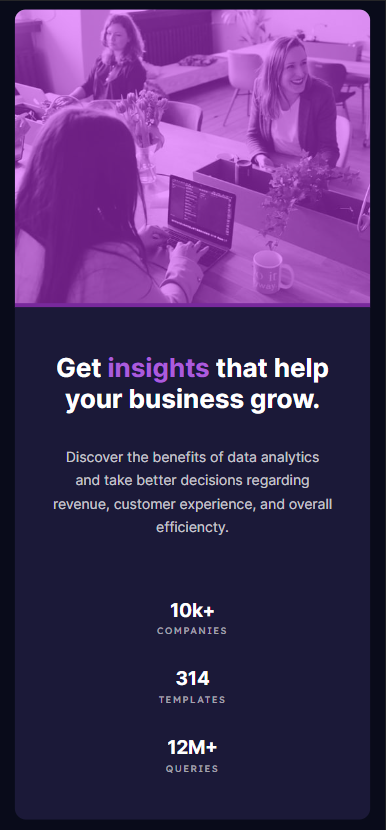 Get insights that help
your business grow.
Discover the benefits of data analytics
and take better decisions regarding
revenue, customer experience, and overall
efficiencty.
10k+
COMPANIES
314
TEMPLATES
12M+
QUERIES